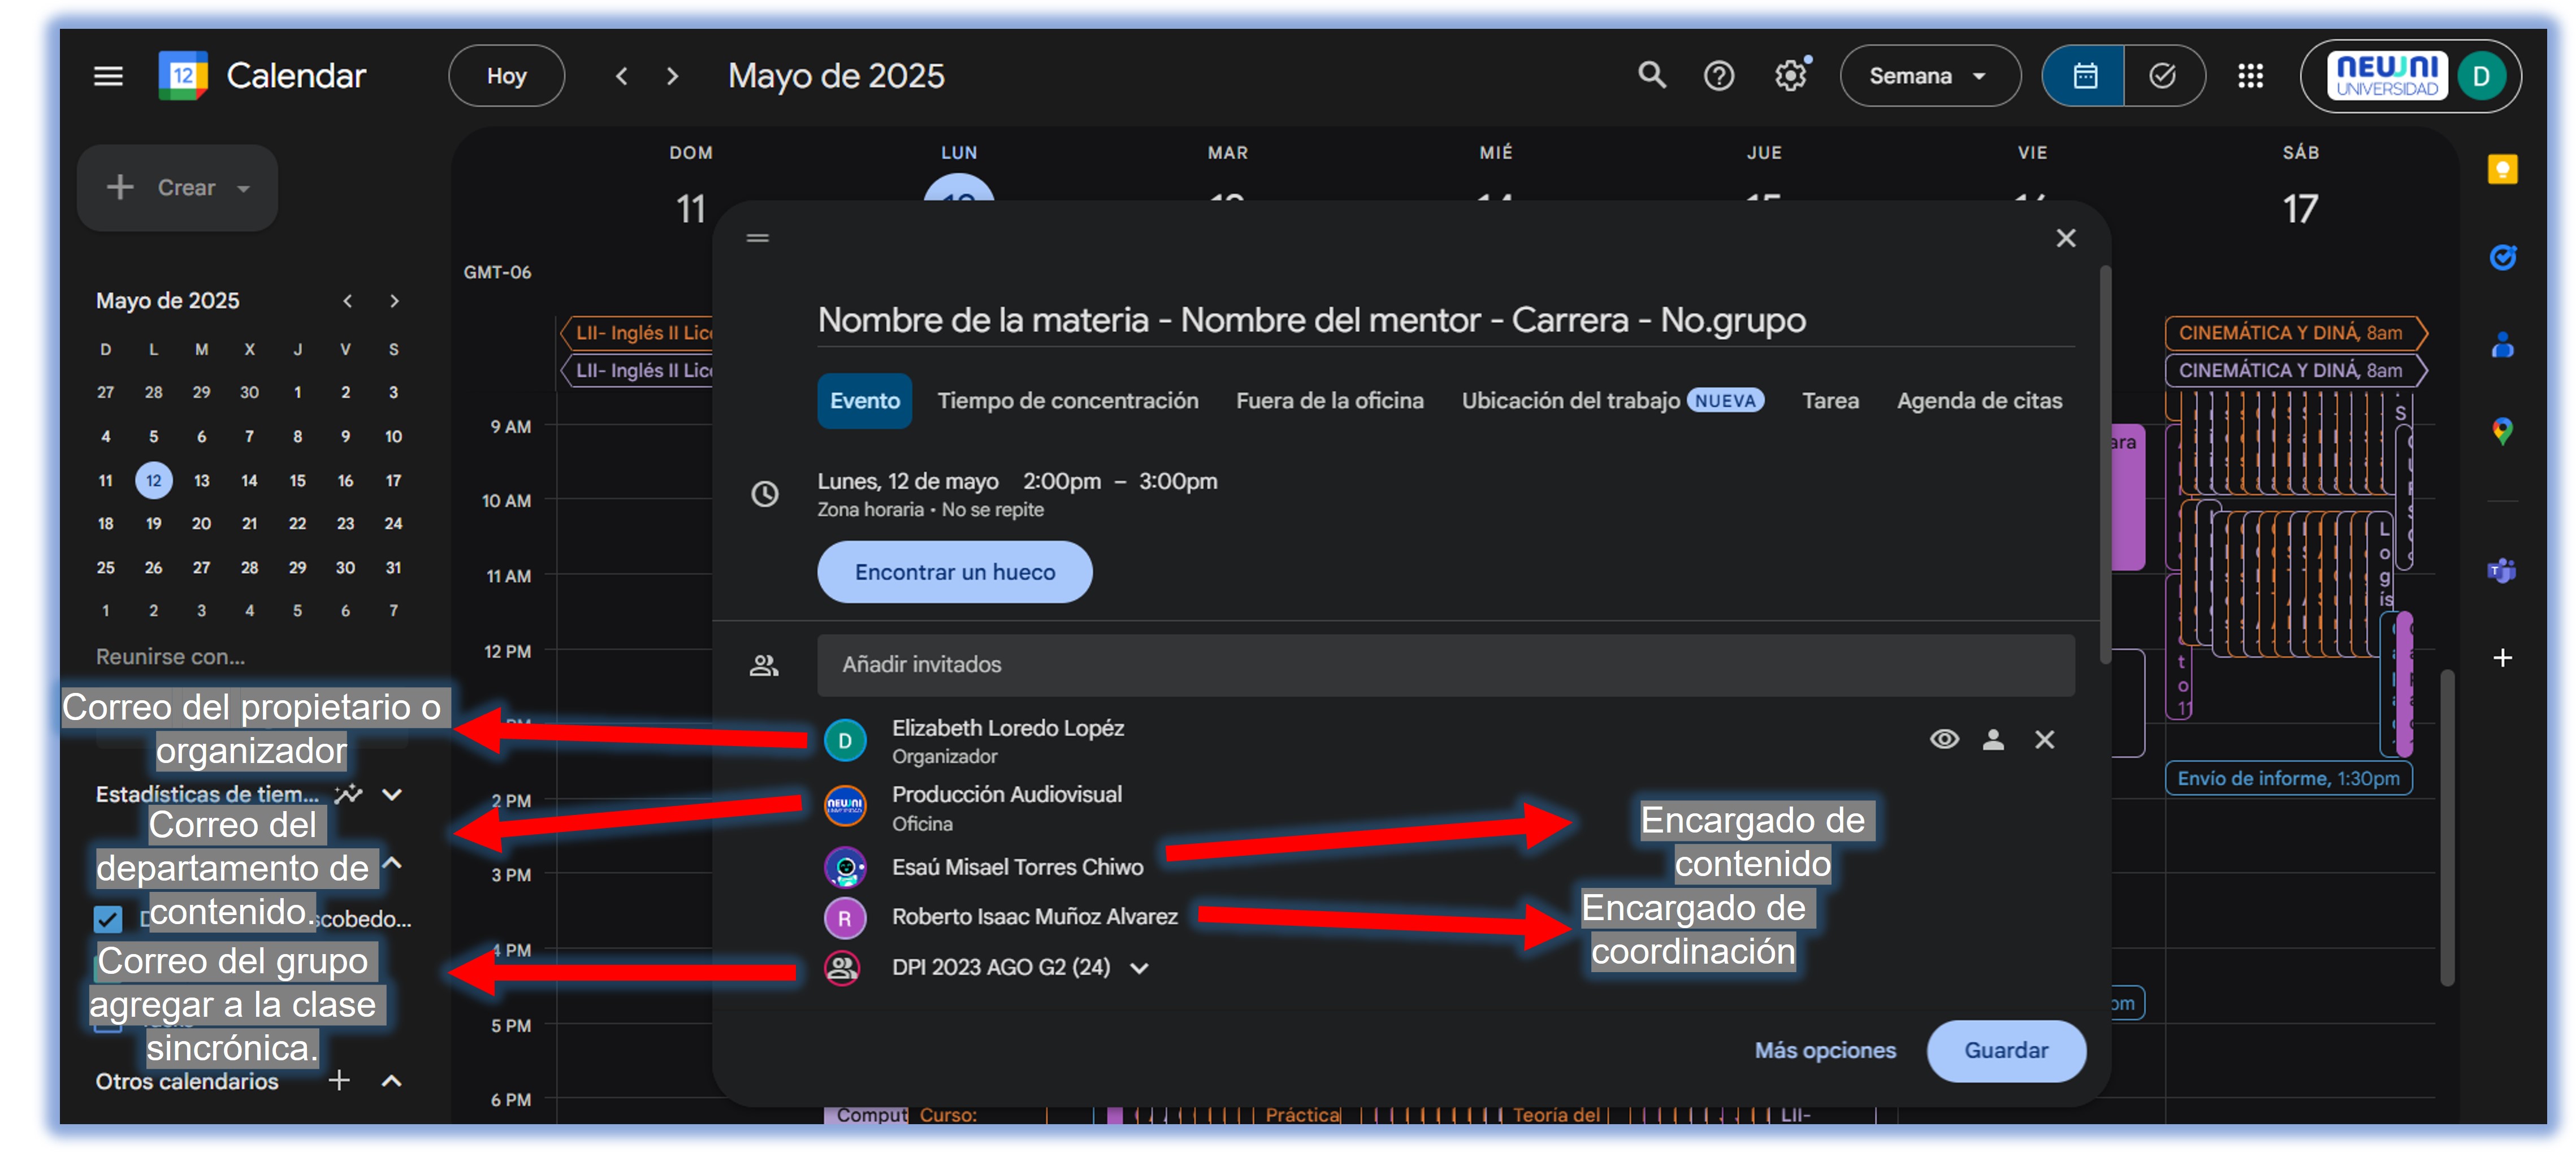 Calendar
Hoy
Mayo de 2025
Semana
NEWNI
UNIVERSIDAD
D
Crear
DOM
LUN
MAR
MIÉ
JUE
VIE
SÁB
11
17
GMT-06
Mayo de 2025
D L M X J V S
27 28 29 30 1 2 3
4 5 6 7 8 9 10
11 12 13 14 15 16 17
18 19 20 21 22 23 24
25 26 27 28 29 30 31
1 2 3 4 5 6 7
Reunirse con...
Correo del propietario o
organizador
Estadísticas de tiem...
Correo del
departamento de
contenido.
scobedo...
Correo del grupo
agregar a la clase
sincrónica.
Otros calendarios
LII- Inglés II Lic
LII- Inglés II Lic
9 AM
10 AM
11 AM
12 PM
2 PM
3 PM
4 PM
5 PM
6 PM
Nombre de la materia - Nombre del mentor - Carrera - No.grupo
Evento Tiempo de concentración Fuera de la oficina Ubicación del trabajo NUEVA Tarea Agenda de citas
Lunes, 12 de mayo 2:00pm – 3:00pm
Zona horaria • No se repite
Encontrar un hueco
Añadir invitados
D
Elizabeth Loredo Lopéz
Organizador
NEWNI
Producción Audiovisual
Oficina
Esaú Misael Torres Chiwo
R
Roberto Isaac Muñoz Alvarez
DPI 2023 AGO G2 (24)
Encargado de
contenido
Encargado de
coordinación
Más opciones
Guardar
CINEMÁTICA Y DINÁ, 8am
CINEMÁTICA Y DINÁ, 8am
ara
Envío de informe, 1:30pm
om
Comput
Curso:
Práctica
Teoría del
LII-